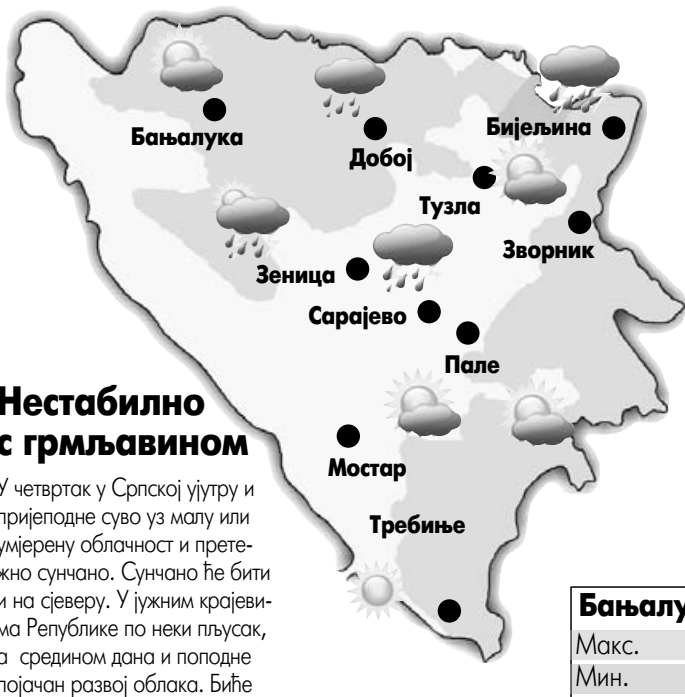 Бањалука
Добој
Бијељина
Тузла
Зворник
Зеница
Сарајево
Пале
Мостар
Требиње
Нестабилно
с грмљавином
У четвртак у Српској ујутру и
пријеподне суво уз малу или
умјерену облачност и прете-
жно сунчано. Сунчано ће бити
и на сјеверу. У јужним крајеви-
ма Републике по неки пљусак,
а средином дана и поподне
појачан развој облака. Биће
Бањалу
Макс.
Мин.